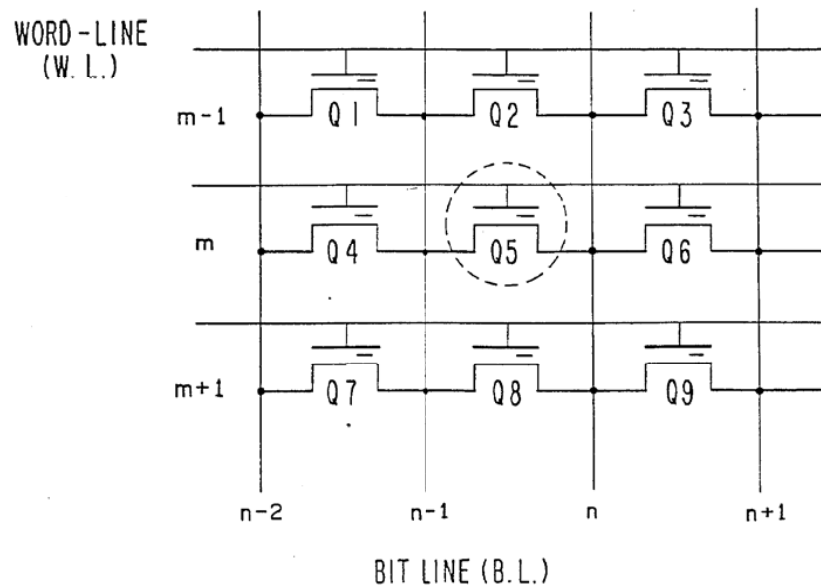 WORD-LINE
(W. L.)
m-1
Q1 Q2 Q3
m
Q4 Q5 Q6
m+1
Q7 Q8 Q9
n-2 n-1 n n+1
BIT LINE (B.L.)